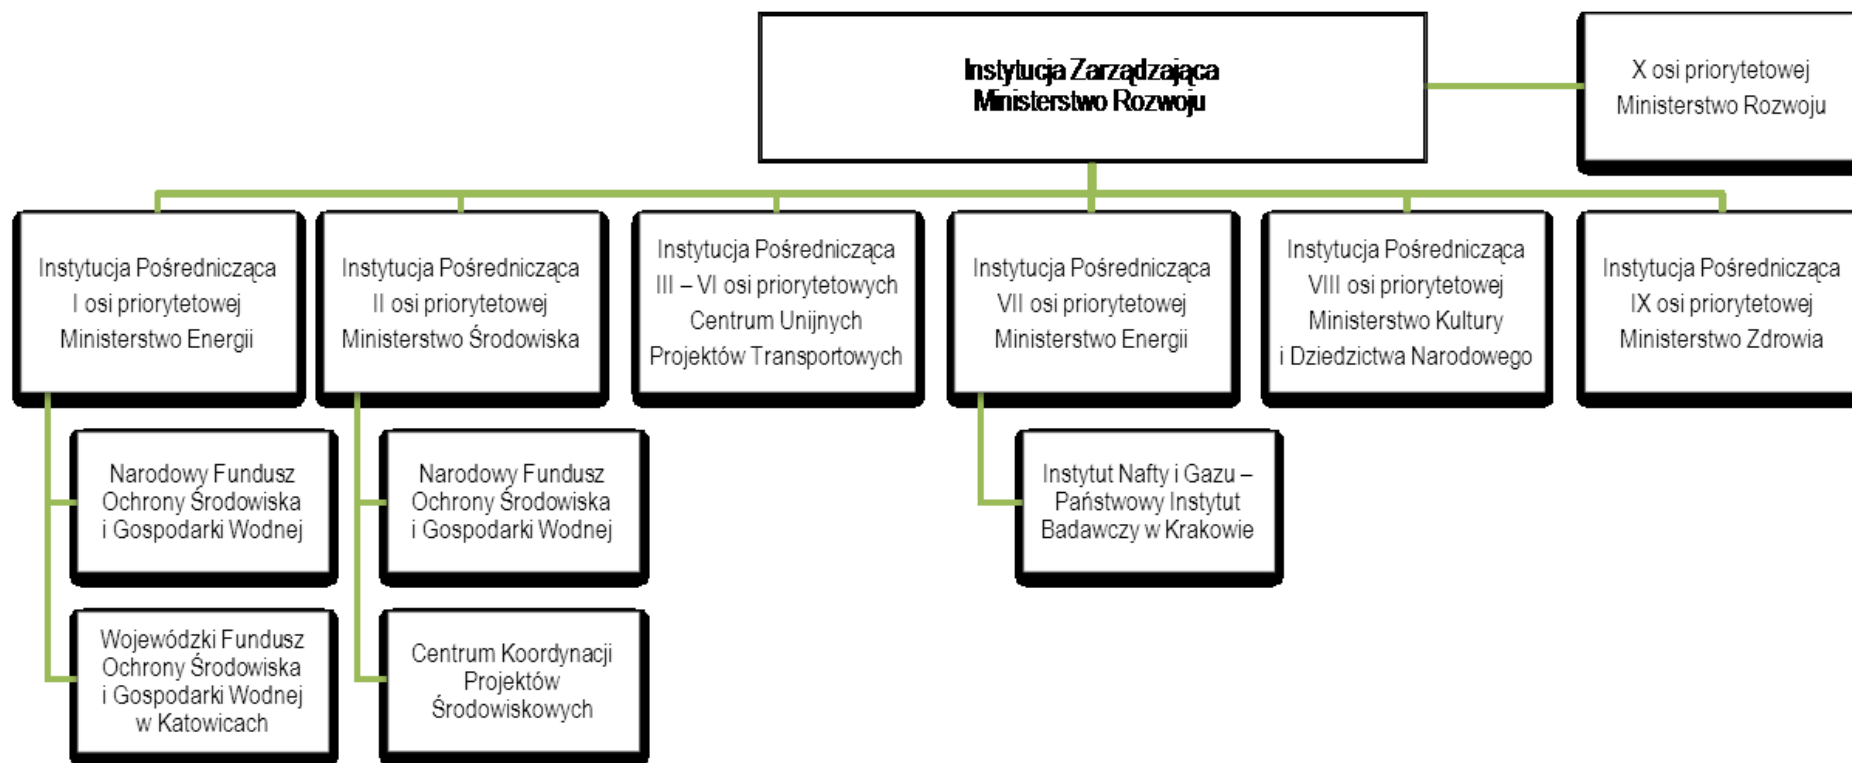 Instytucja Zarządzająca
Ministerstwo Rozwoju
X osi priorytetowej
Ministerstwo Rozwoju
Instytucja Pośrednicząca
I osi priorytetowej
Ministerstwo Energii
Instytucja Pośrednicząca
II osi priorytetowej
Ministerstwo Środowiska
Instytucja Pośrednicząca
III – VI osi priorytetowych
Centrum Unijnych
Projektów Transportowych
Instytucja Pośrednicząca
VII osi priorytetowej
Ministerstwo Energii
Instytucja Pośrednicząca
VIII osi priorytetowej
Ministerstwo Kultury
i Dziedzictwa Narodowego
Instytucja Pośrednicząca
IX osi priorytetowej
Ministerstwo Zdrowia
Narodowy Fundusz
Ochrony Środowiska
i Gospodarki Wodnej
Narodowy Fundusz
Ochrony Środowiska
i Gospodarki Wodnej
Instytut Nafty i Gazu –
Państwowy Instytut
Badawczy w Krakowie
Wojewódzki Fundusz
Ochrony Środowiska
i Gospodarki Wodnej
w Katowicach
Centrum Koordynacji
Projektów
Środowiskowych